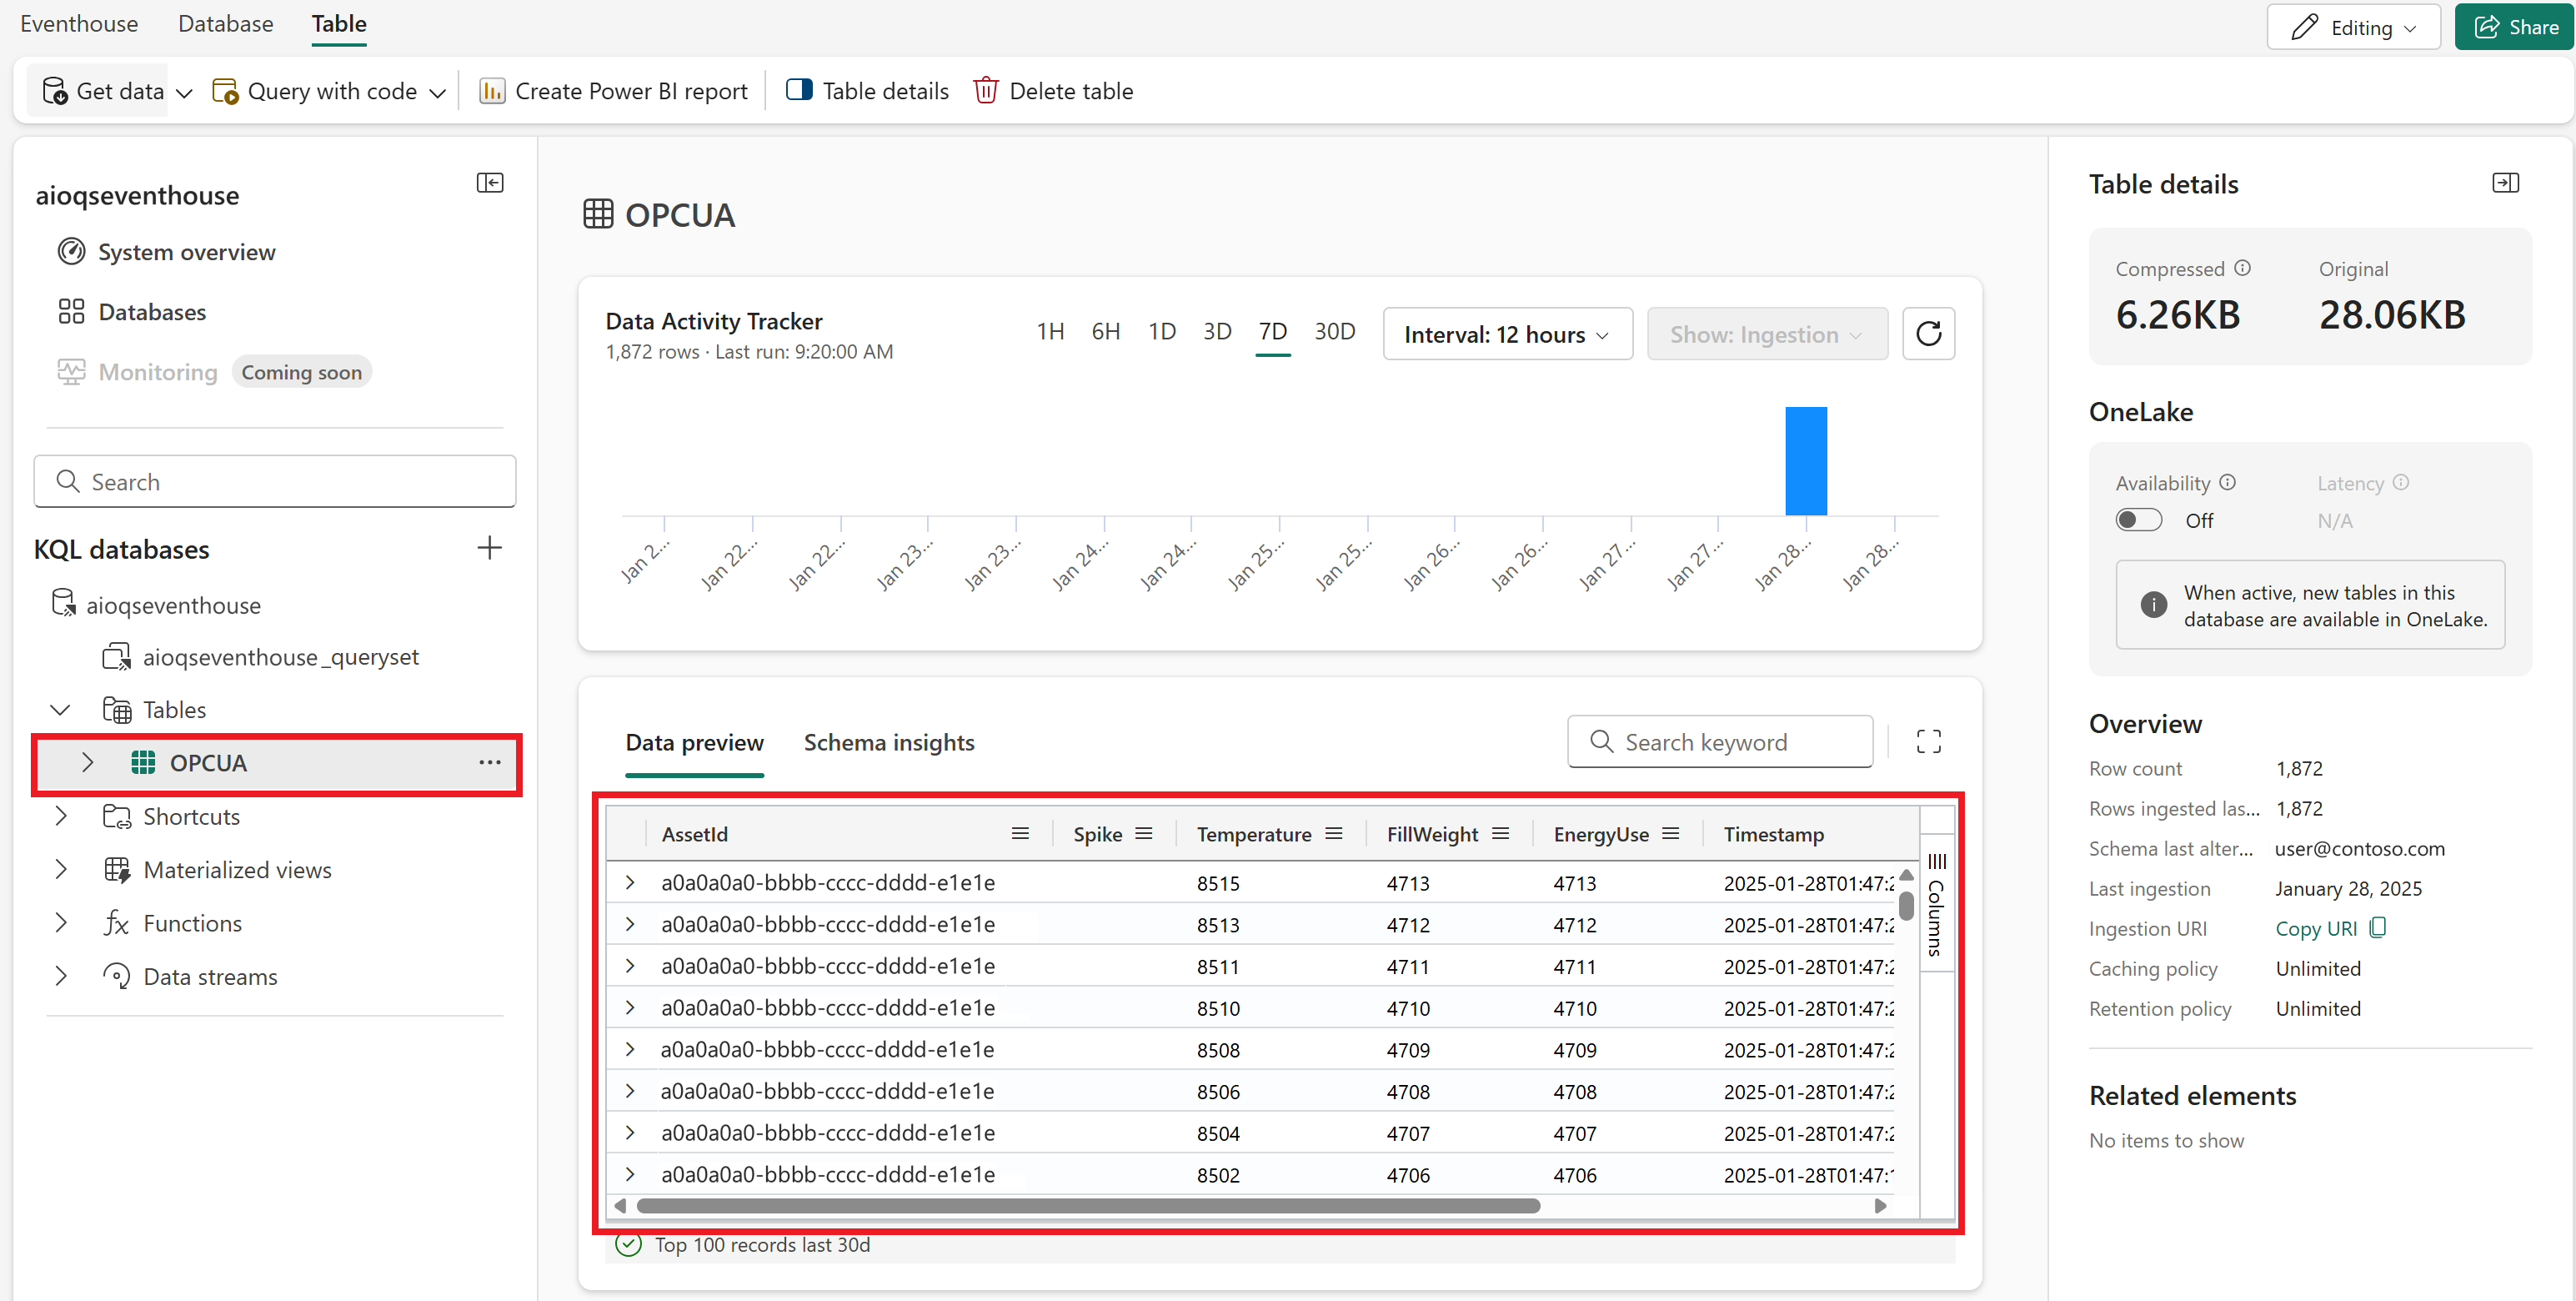 Eventhouse Database Table
Editing Share
Get data Query with code Create Power BI report Table details Delete table
aioqseventhouse
System overview
Databases
Monitoring Coming soon
Search
KQL databases
aioqseventhouse
aioqseventhouse_queryset
Tables
OPCUA
Shortcuts
Materialized views
Functions
Data streams
OPCUA
Data Activity Tracker
1,872 rows · Last run: 9:20:00 AM
1H 6H 1D 3D 7D 30D Interval: 12 hours Show: Ingestion
Jan 2... Jan 22... Jan 22... Jan 23... Jan 23... Jan 24... Jan 24... Jan 25... Jan 25... Jan 26... Jan 26... Jan 27... Jan 27... Jan 28... Jan 28...
Data preview Schema insights Search keyword
AssetId Spike Temperature FillWeight EnergyUse Timestamp
a0a0a0a0-bbbb-cccc-dddd-e1e1e 8515 4713 4713 2025-01-28T01:47:2
a0a0a0a0-bbbb-cccc-dddd-e1e1e 8513 4712 4712 2025-01-28T01:47:2
a0a0a0a0-bbbb-cccc-dddd-e1e1e 8511 4711 4711 2025-01-28T01:47:2
a0a0a0a0-bbbb-cccc-dddd-e1e1e 8510 4710 4710 2025-01-28T01:47:2
a0a0a0a0-bbbb-cccc-dddd-e1e1e 8508 4709 4709 2025-01-28T01:47:2
a0a0a0a0-bbbb-cccc-dddd-e1e1e 8506 4708 4708 2025-01-28T01:47:2
a0a0a0a0-bbbb-cccc-dddd-e1e1e 8504 4707 4707 2025-01-28T01:47:2
a0a0a0a0-bbbb-cccc-dddd-e1e1e 8502 4706 4706 2025-01-28T01:47:1
Columns
Top 100 records last 30d
Table details
Compressed Original
6.26KB 28.06KB
OneLake
Availability Latency
Off N/A
When active, new tables in this
database are available in OneLake.
Overview
Row count 1,872
Rows ingested las... 1,872
Schema last alter... user@contoso.com
Last ingestion January 28, 2025
Ingestion URI Copy URI
Caching policy Unlimited
Retention policy Unlimited
Related elements
No items to show